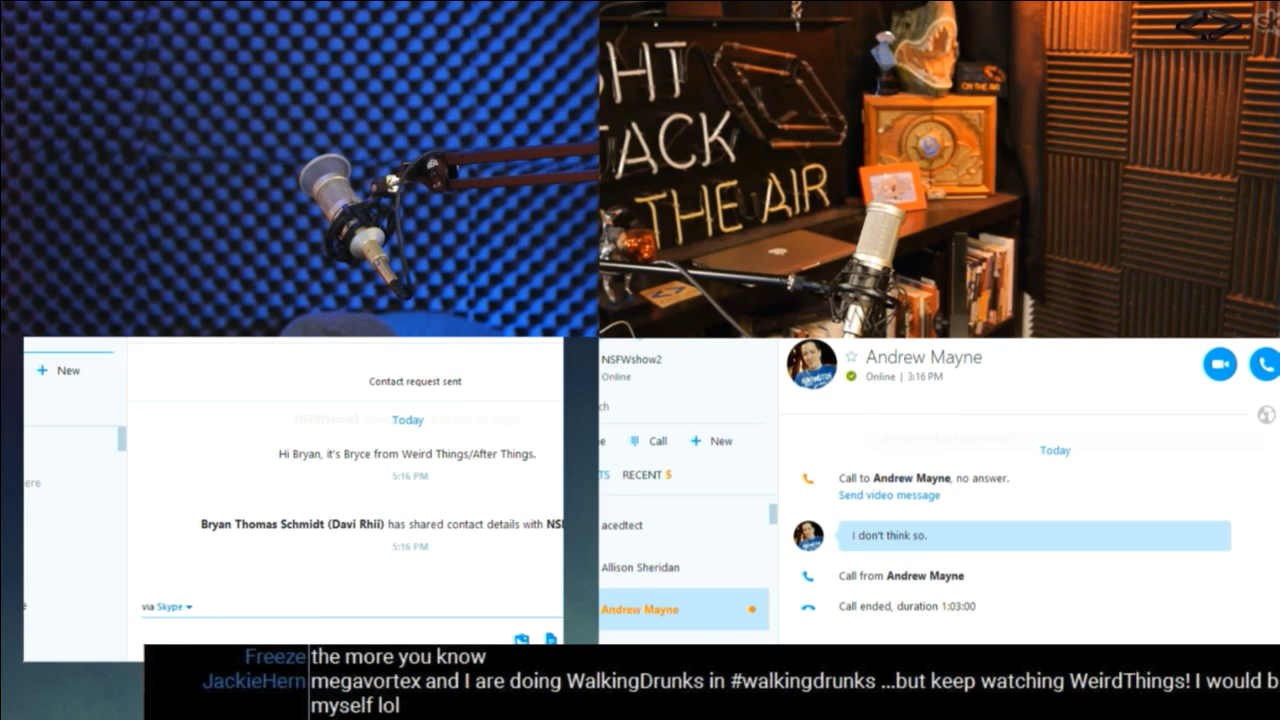 HT
ACK
THE AIR
ON THE AIR
New
Contact request sent
Today
Hi Bryan, it's Bryce from Weird Things/After Things.
5:16 PM
Bryan Thomas Schmidt (Davi Rhii) has shared contact details with NS
5:16 PM
ere
via Skype
NSFWshow2
Online
ch
e
Call
New
TS
RECENT 5
acedtect
Allison Sheridan
Andrew Mayne
Andrew Mayne
Online | 3:16 PM
Today
Call to Andrew Mayne, no answer.
Send video message
I don't think so.
Call from Andrew Mayne
Call ended, duration 1:03:00
Freeze the more you know
JackieHern megavortex and I are doing WalkingDrunks in #walkingdrunks ...but keep watching WeirdThings! I would b
myself lol